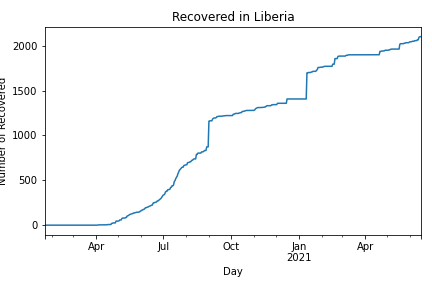 Recovered in Liberia
Number of Recovered
2000
1500
1000
500
0
Apr
Jul
Oct
Jan
2021
Apr
Day